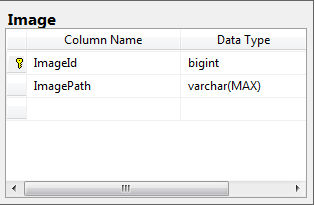 Image
Column Name Data Type
ImageId bigint
ImagePath varchar(MAX)